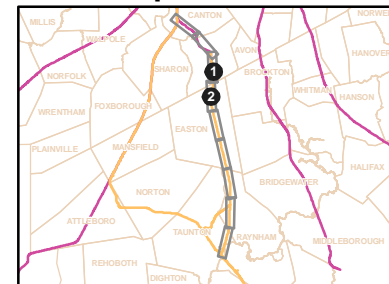 CANTON
NORW
MILLIS
WALPOLE
AVON
HANOVER
SHARON
1
BROCKTON
NORFOLK
WHITMAN
2
HANSON
FOXBOROUGH
WRENTHAM
EASTON
PLAINVILLE
MANSFIELD
HALIFAX
BRIDGEWATER
NORTON
ATTLEBORO
TAUNTON
RAYNHAM
MIDDLEBOROUGH
REHOBOTH
DIGHTON